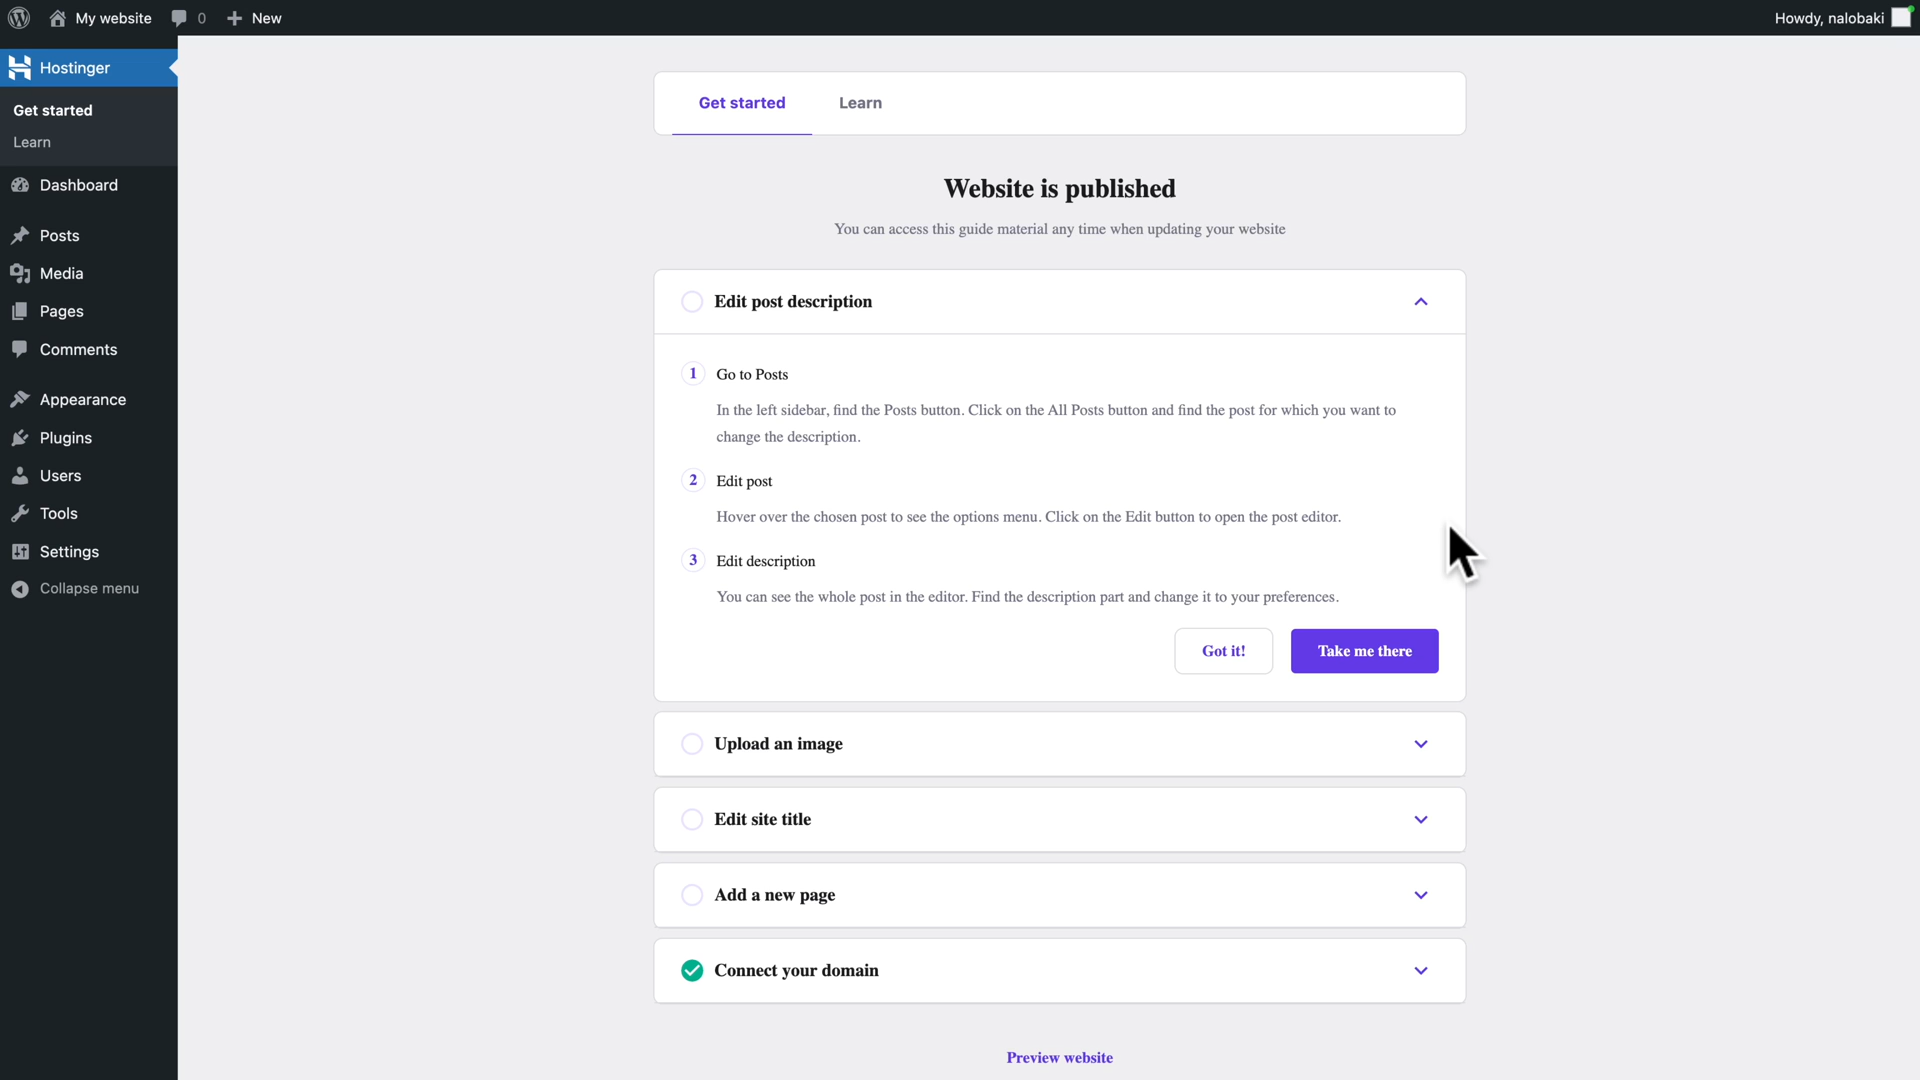 My website 0 New Howdy, nalobaki
Hostinger
Get started
Learn
Dashboard
Posts
Media
Pages
Comments
Appearance
Plugins
Users
Tools
Settings
Collapse menu
Get started Learn
Website is published
You can access this guide material any time when updating your website
Edit post description
1 Go to Posts
In the left sidebar, find the Posts button. Click on the All Posts button and find the post for which you want to
change the description.
2 Edit post
Hover over the chosen post to see the options menu. Click on the Edit button to open the post editor.
3 Edit description
You can see the whole post in the editor. Find the description part and change it to your preferences.
Got it! Take me there
Upload an image
Edit site title
Add a new page
Connect your domain
Preview website